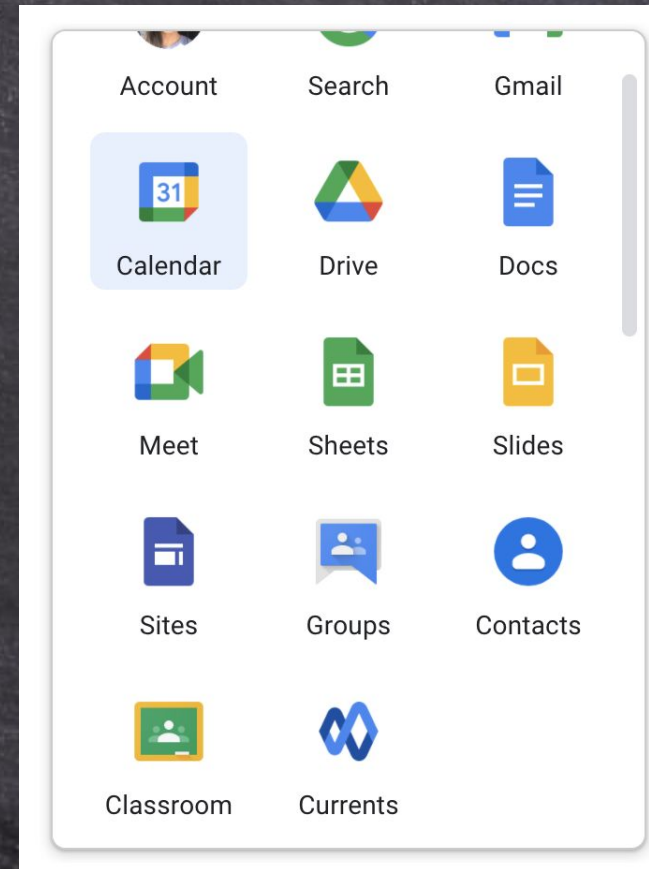 Account Search Gmail
31
Calendar Drive Docs
Meet Sheets Slides
Sites Groups Contacts
Classroom Currents